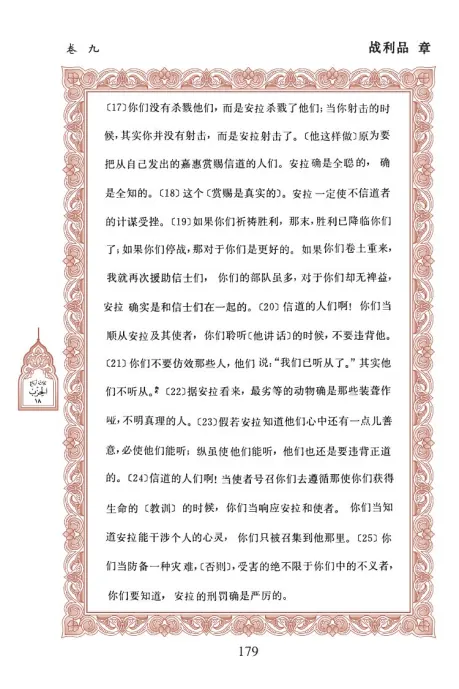 卷 九
战利品 章
〔17〕你们没有杀戮他们，而是安拉杀戮了他们；当你射击的时
候，其实你并没有射击，而是安拉射击了。〔他这样做〕原为要
把从自己发出的嘉惠赏赐信道的人们。安拉确是全聪的，确
是全知的。〔18〕这个〔赏赐是真实的〕。安拉一定使不信道者
的计谋受挫。〔19〕如果你们祈祷胜利，那末，胜利已降临你们
了；如果你们停战，那对于你们是更好的。如果你们卷土重来，
我就再次援助信士们，你们的部队虽多，对于你们却无裨益，
安拉确实是和信士们在一起的。〔20〕信道的人们啊！你们当
顺从安拉及其使者，你们聆听〔他讲话〕的时候，不要违背他。
〔21〕你们不要仿效那些人，他们说：“我们已听从了。”其实他
们不听从。〔22〕据安拉看来，最劣等的动物确是那些装聋作
哑，不明真理的人。〔23〕假若安拉知道他们心中还有一点儿善
意，必使他们能听；纵虽使他们能听，他们也还是要违背正道
的。〔24〕信道的人们啊！当使者号召你们去遵循那使你们获得
生命的〔教训〕的时候，你们当响应安拉和使者。你们当知
道安拉能干涉个人的心灵，你们只被召集到他那里。〔25〕你
们当防备一种灾难，〔否则〕，受害的绝不限于你们中的不义者，
你们要知道，安拉的刑罚确是严厉的。
الحزب
١٨
179